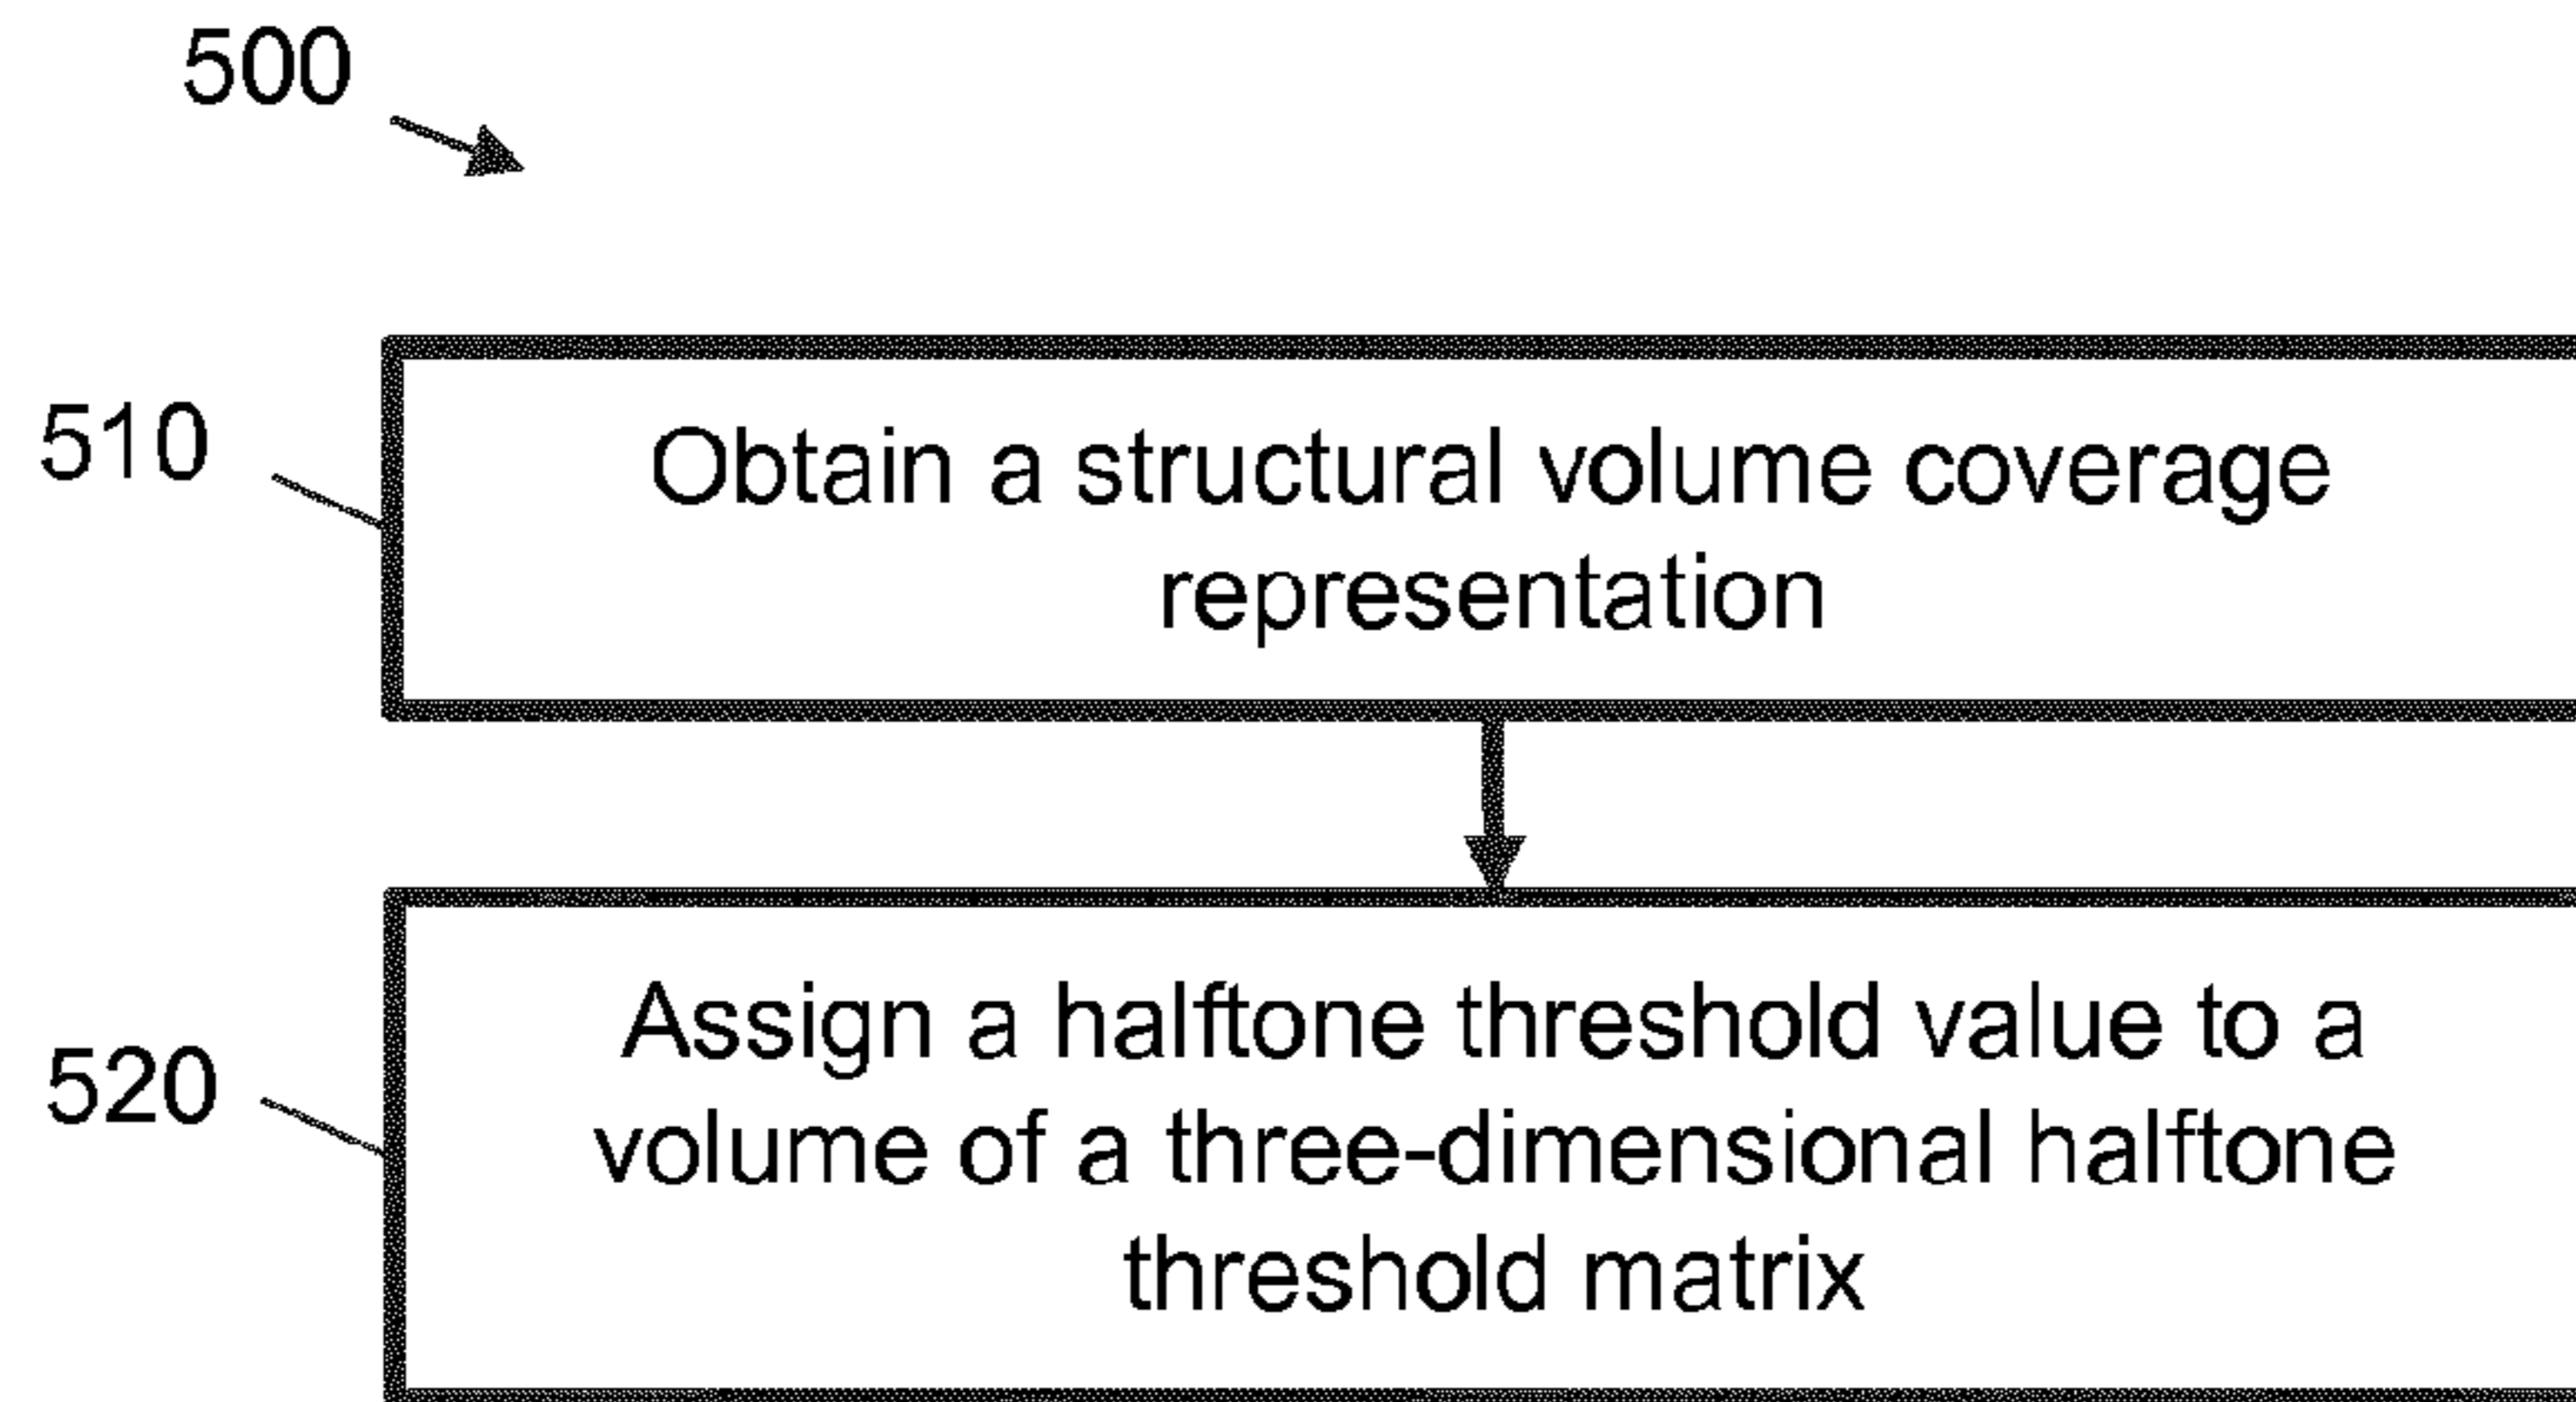 500
510
Obtain a structural volume coverage
representation
520
Assign a halftone threshold value to a
volume of a three-dimensional halftone
threshold matrix